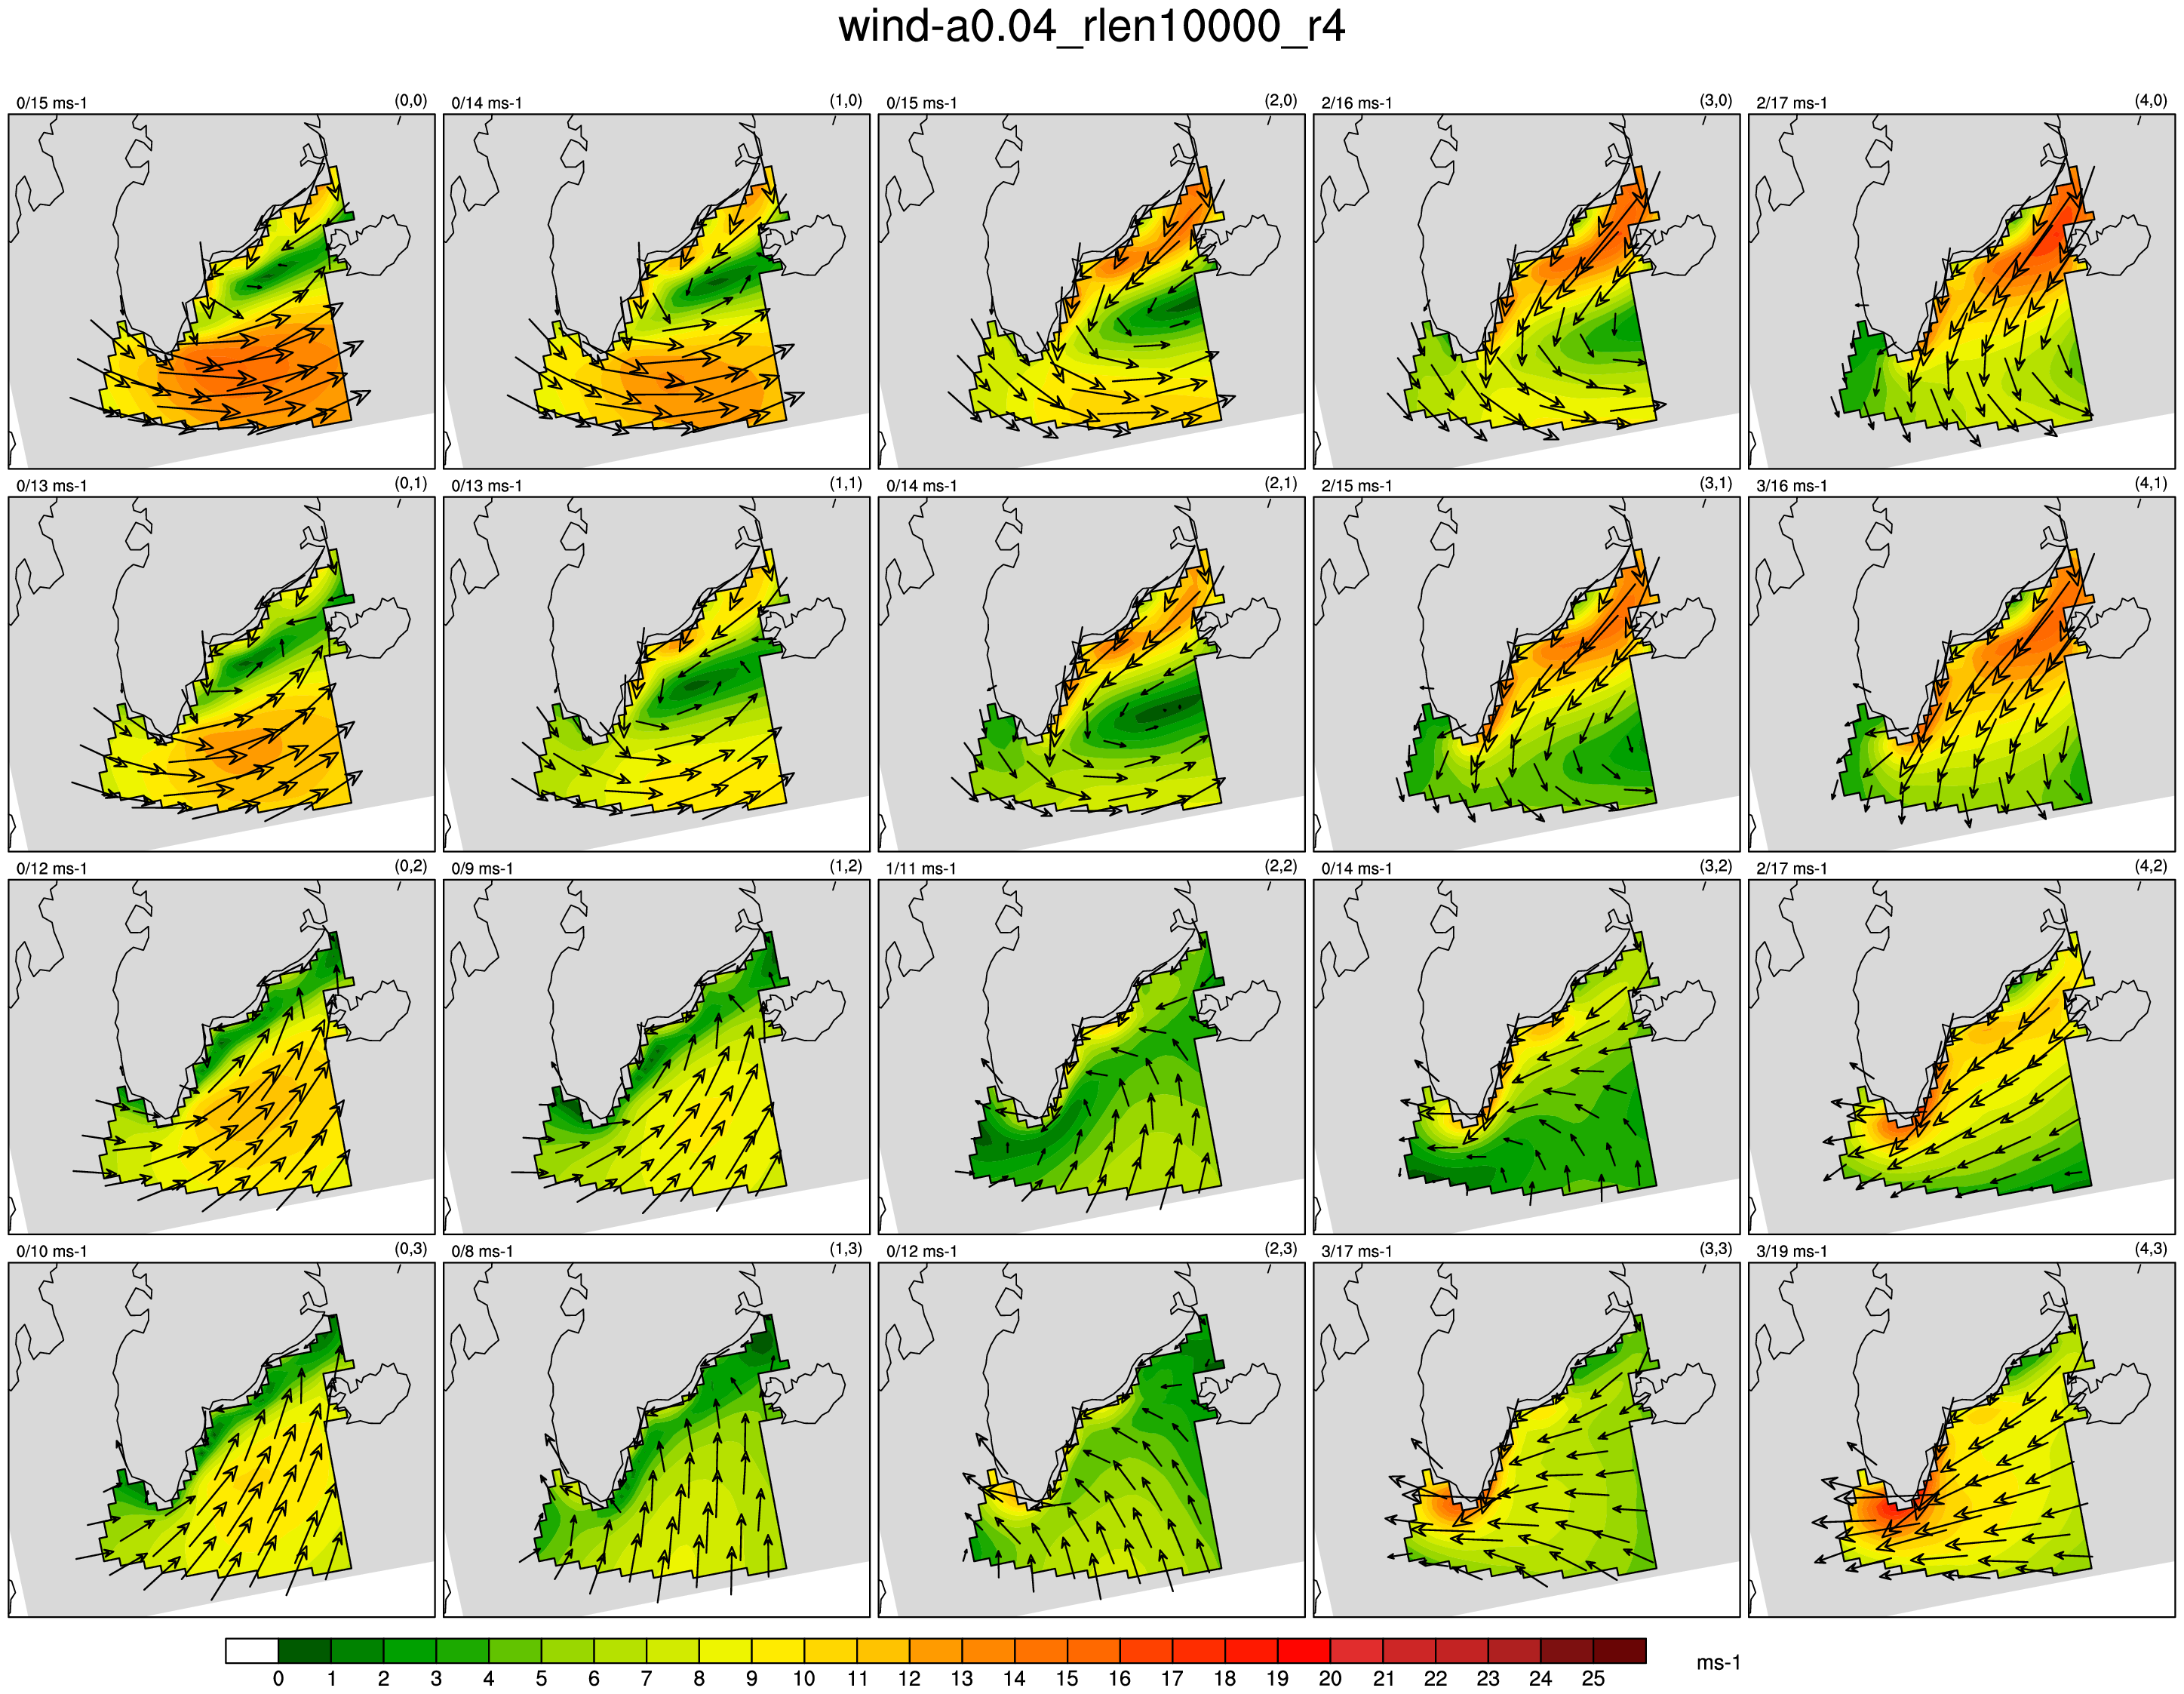 wind-a0.04_rlen10000_r4
0/15 ms-1 (0,0) 0/14 ms-1 (1,0) 0/15 ms-1 (2,0) 2/16 ms-1 (3,0) 2/17 ms-1 (4,0)
0/13 ms-1 (0,1) 0/13 ms-1 (1,1) 0/14 ms-1 (2,1) 2/15 ms-1 (3,1) 3/16 ms-1 (4,1)
0/12 ms-1 (0,2) 0/9 ms-1 (1,2) 1/11 ms-1 (2,2) 0/14 ms-1 (3,2) 2/17 ms-1 (4,2)
0/10 ms-1 (0,3) 0/8 ms-1 (1,3) 0/12 ms-1 (2,3) 3/17 ms-1 (3,3) 3/19 ms-1 (4,3)
0 1 2 3 4 5 6 7 8 9 10 11 12 13 14 15 16 17 18 19 20 21 22 23 24 25 ms-1